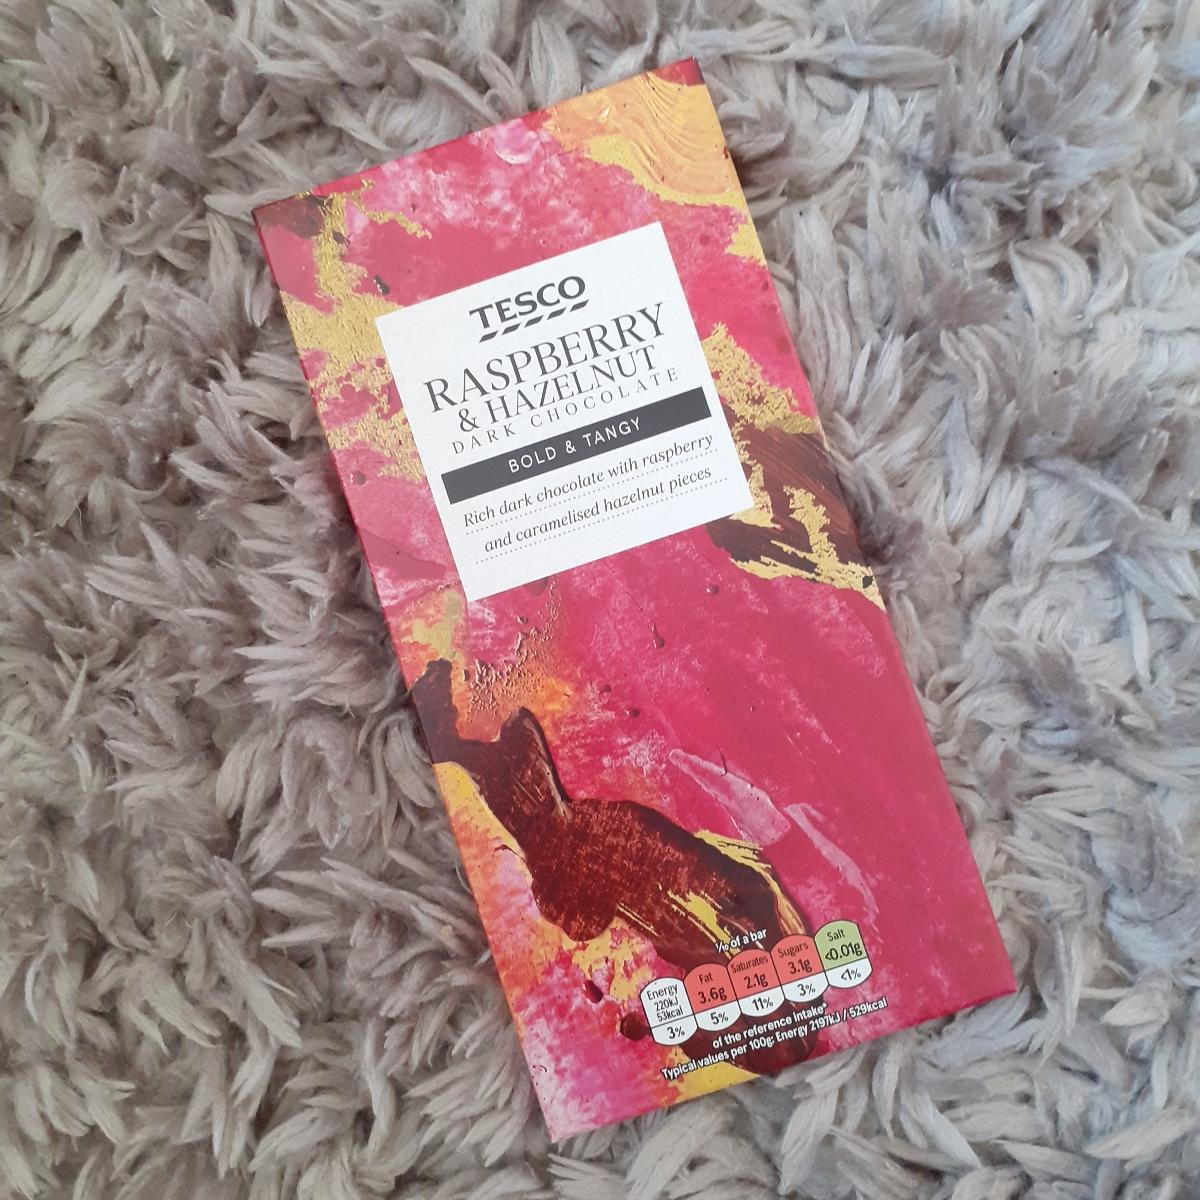 TESCO
RASPBERRY
& HAZELNUT
DARK CHOCOLATE
BOLD & TANGY
Rich dark chocolate with raspberry
and caramelised hazelnut pieces
1/10 of a bar
Energy
220kJ
53kcal
3%
Fat
3.6g
5%
Saturates
2.1g
11%
Sugars
3.1g
3%
Salt
<0.01g
<1%
of the reference intake*
Typical values per 100g: Energy 2197kJ / 529kcal